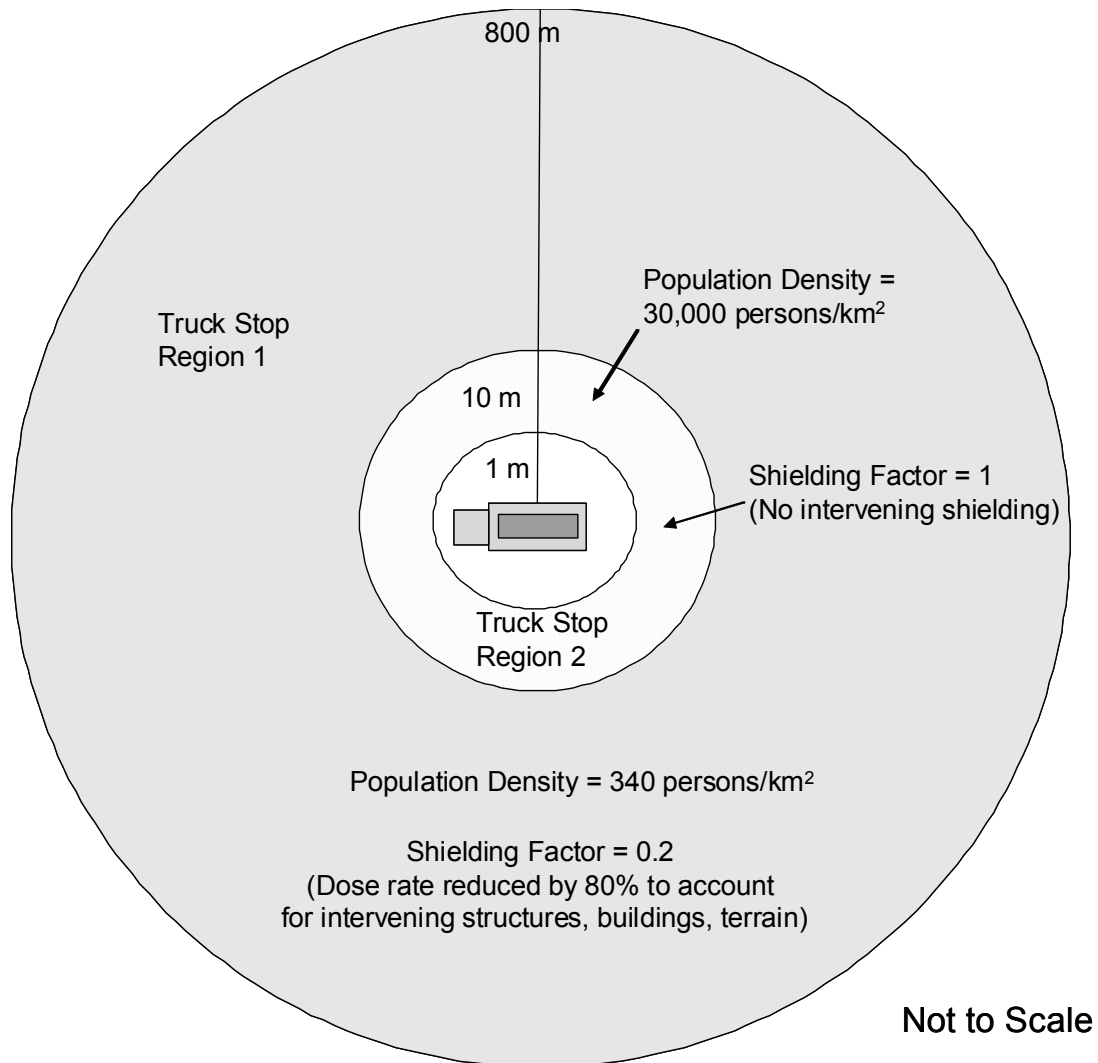 800 m
Population Density =
30,000 persons/km²
Truck Stop
Region 1
10 m
1 m
Shielding Factor = 1
(No intervening shielding)
Truck Stop
Region 2
Population Density = 340 persons/km²
Shielding Factor = 0.2
(Dose rate reduced by 80% to account
for intervening structures, buildings, terrain)
Not to Scale